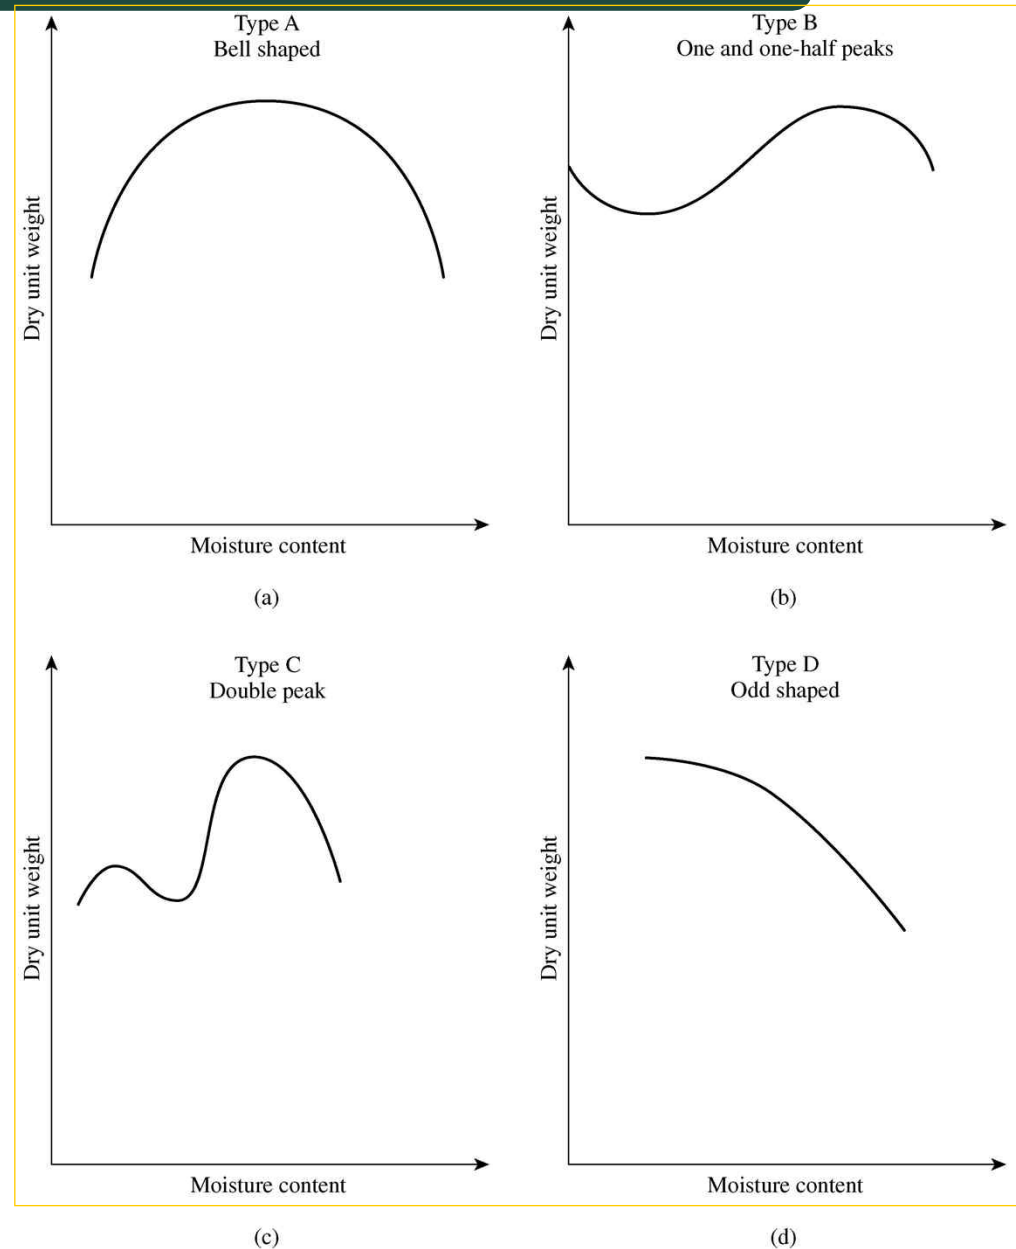 Type A
Bell shaped
Dry unit weight
Moisture content
(a)
Type B
One and one-half peaks
Dry unit weight
Moisture content
(b)
Type C
Double peak
Dry unit weight
Moisture content
(c)
Type D
Odd shaped
Dry unit weight
Moisture content
(d)